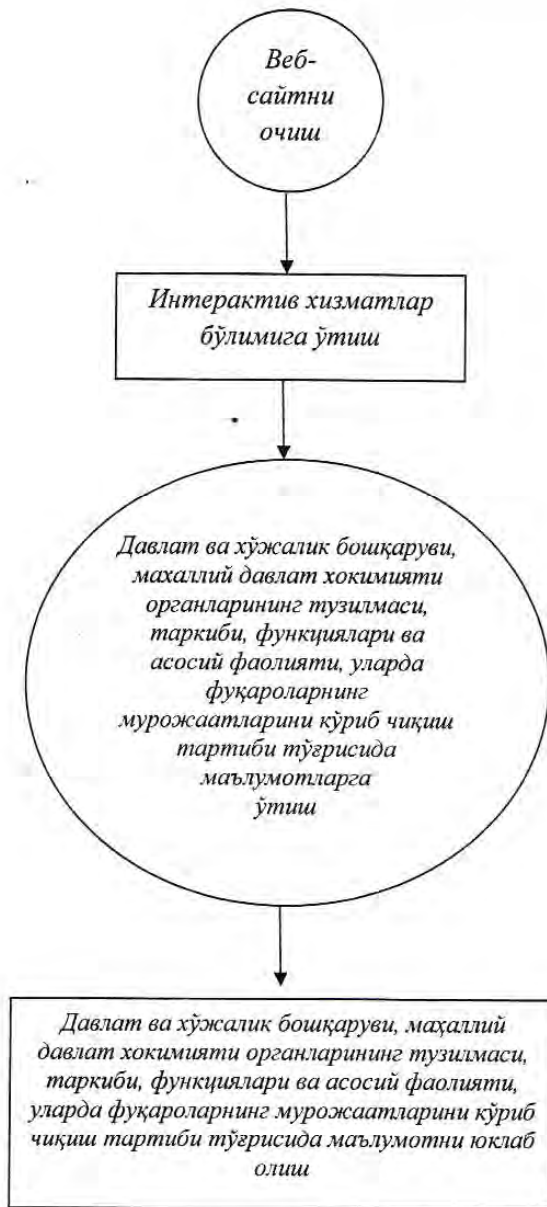 Веб-
сайтни
очиш
Интерактив хизматлар
бўлимига ўтиш
Давлат ва хўжалик бошқаруви,
махаллий давлат хокимияти
органларининг тузилмаси,
таркиби, функциялари ва
асосий фаолияти, уларда
фуқароларнинг
мурожаатларини кўриб чиқиш
тартиби тўғрисида
маълумотларга
ўтиш
Давлат ва хўжалик бошқаруви, маҳаллий
давлат хокимияти органларининг тузилмаси,
таркиби, функциялари ва асосий фаолияти,
уларда фуқароларнинг мурожаатларини кўриб
чиқиш тартиби тўғрисида маълумотни юклаб
олиш